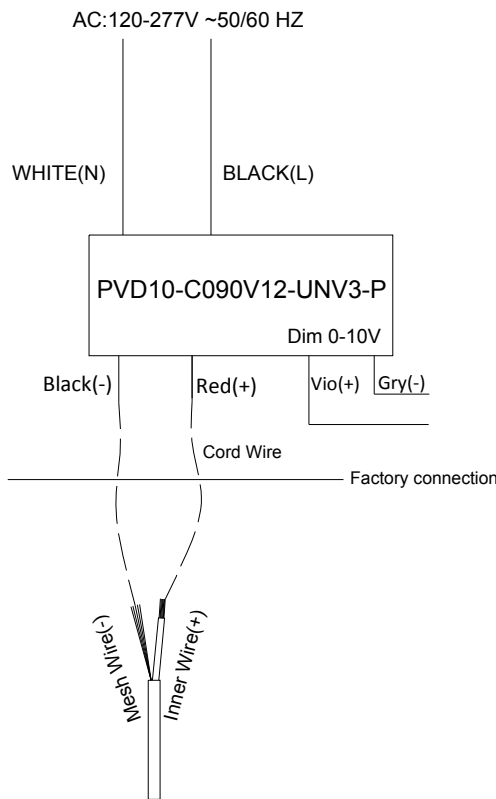 AC:120-277V ~50/60 HZ
WHITE(N)
BLACK(L)
PVD10-C090V12-UNV3-P
Dim 0-10V
Black(-)
Red(+)
Vio(+)
Gry(-)
Cord Wire
Factory connection
Mesh Wire(-)
Inner Wire(+)